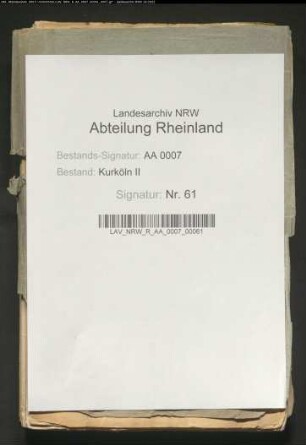 Landesarchiv NRW
Abteilung Rheinland
Bestands-Signatur: AA 0007
Bestand: Kurköln II
Signatur: Nr. 61
LAV_NRW_R_AA_0007_00061